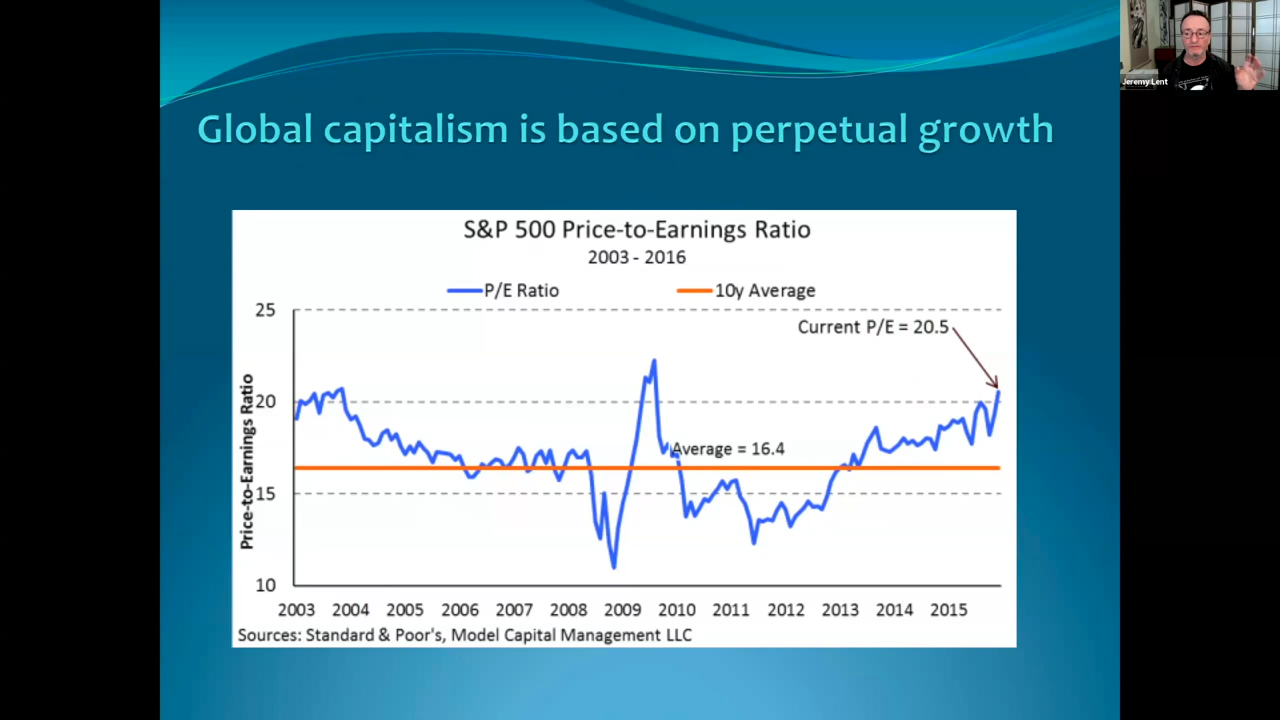 Jeremy Lent
Global capitalism is based on perpetual growth
S&P 500 Price-to-Earnings Ratio
2003 - 2016
P/E Ratio
10y Average
Current P/E = 20.5
Average = 16.4
Price-to-Earnings Ratio
25
20
15
10
2003 2004 2005 2006 2007 2008 2009 2010 2011 2012 2013 2014 2015
Sources: Standard & Poor's, Model Capital Management LLC